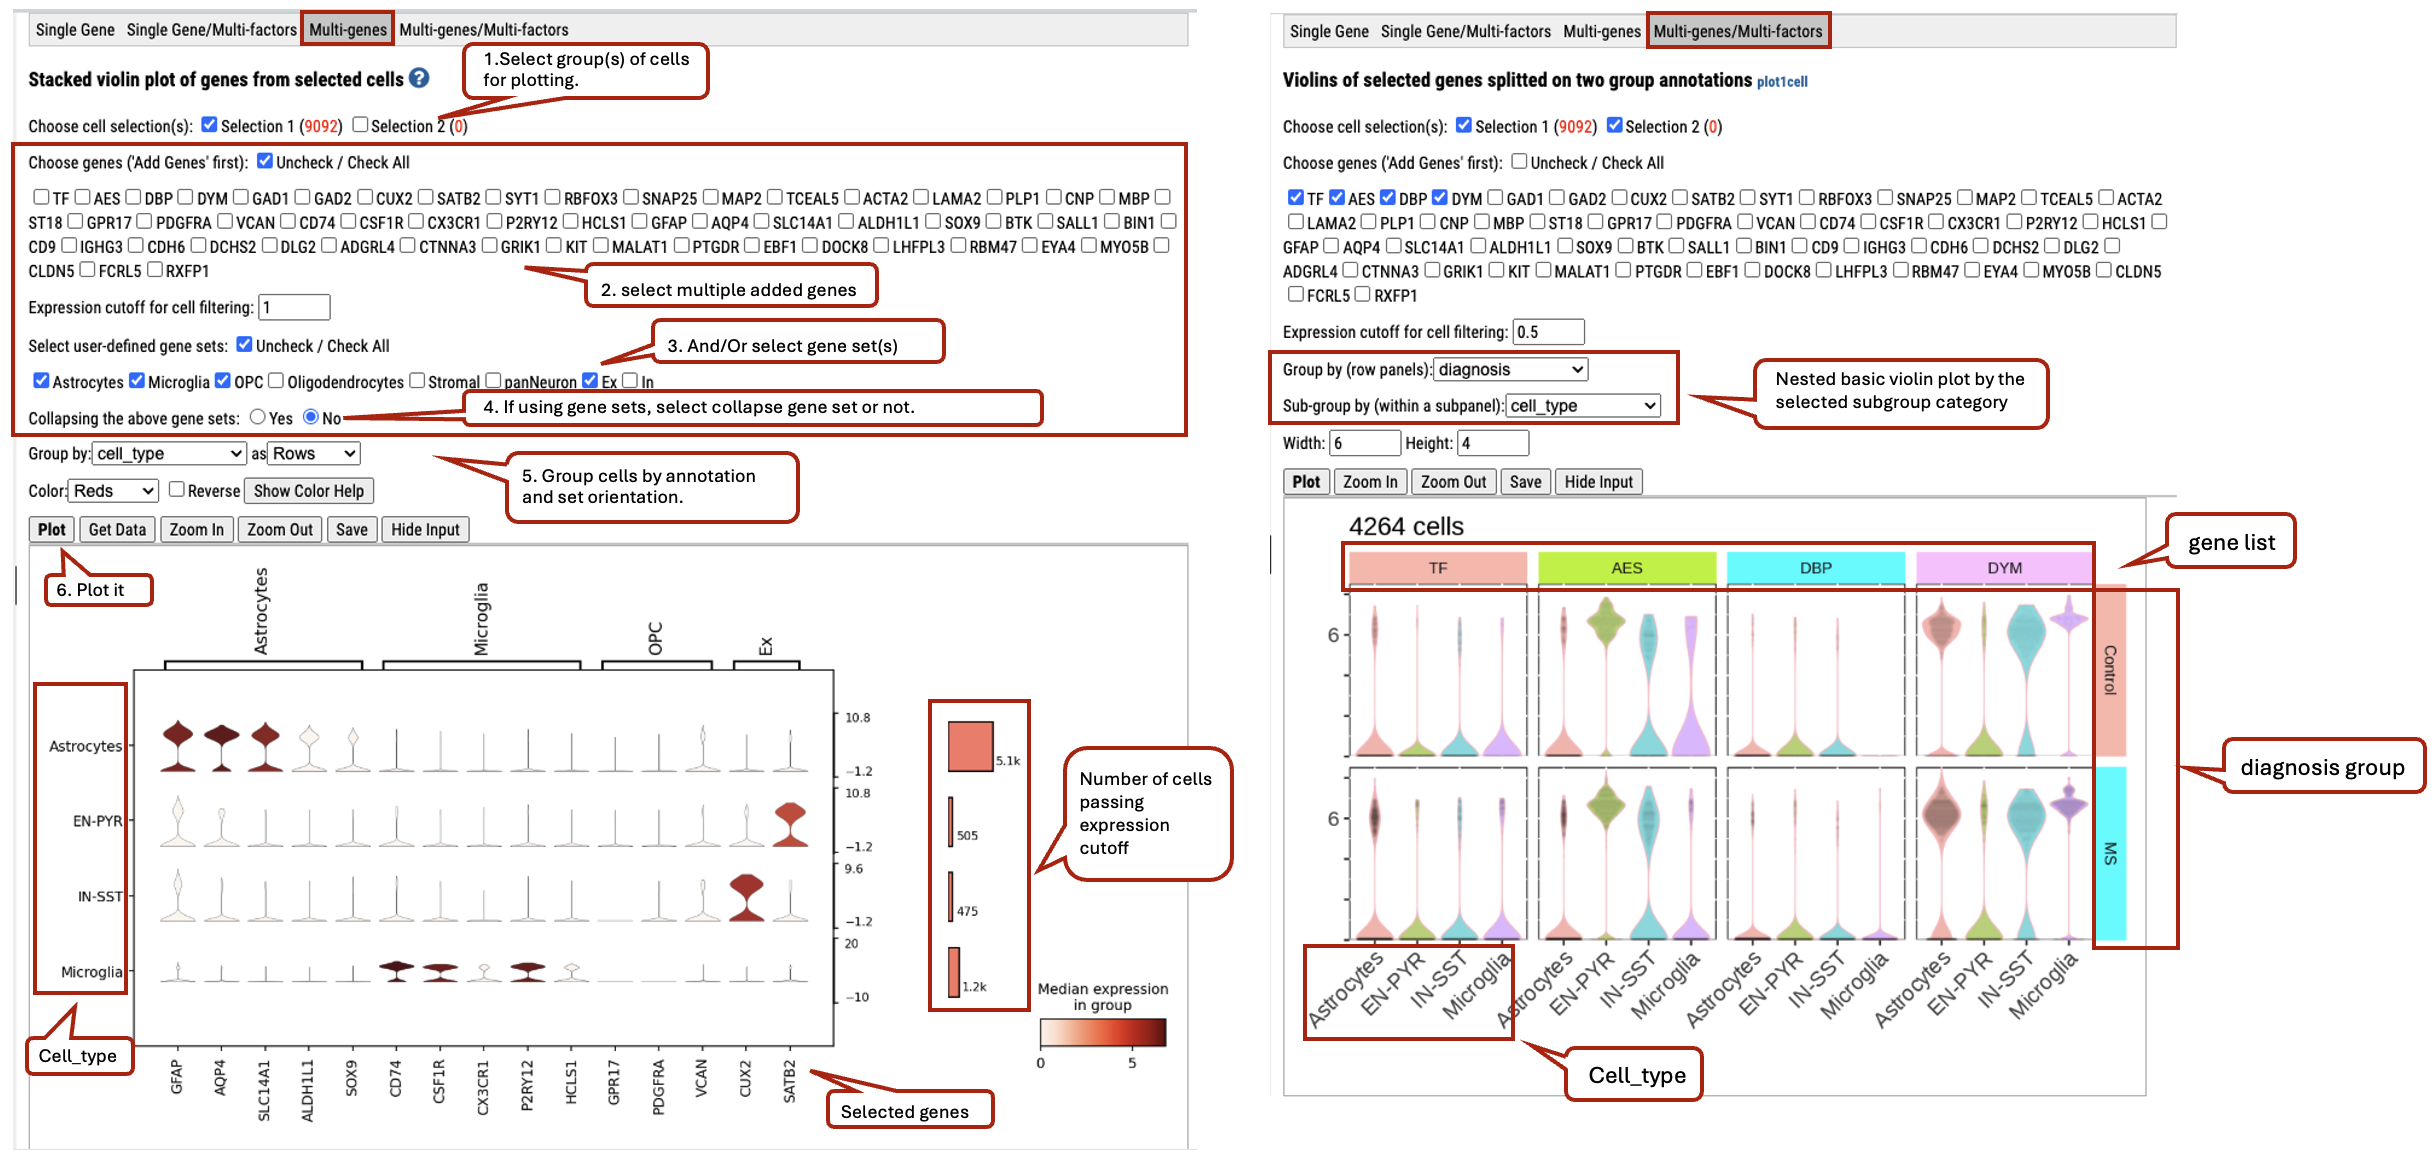 Single Gene Single Gene/Multi-factors Multi-genes Multi-genes/Multi-factors
1.Select group(s) of cells
for plotting.
Stacked violin plot of genes from selected cells ?
Choose cell selection(s): Selection 1 (9092) Selection 2 (0)
Choose genes ('Add Genes' first): Uncheck / Check All
TF AES DBP DYM GAD1 GAD2 CUX2 SATB2 SYT1 RBFOX3 SNAP25 MAP2 TCEAL5 ACTA2 LAMA2 PLP1 CNP MBP
ST18 GPR17 PDGFRA VCAN CD74 CSF1R CX3CR1 P2RY12 HCLS1 GFAP AQP4 SLC14A1 ALDH1L1 SOX9 BTK SALL1 BIN1
CD9 IGHG3 CDH6 DCHS2 DLG2 ADGRL4 CTNNA3 GRIK1 KIT MALAT1 PTGDR EBF1 DOCK8 LHFPL3 RBM47 EYA4 MYO5B
CLDN5 FCRL5 RXFP1
2. select multiple added genes
Expression cutoff for cell filtering: 1
3. And/Or select gene set(s)
Select user-defined gene sets: Uncheck / Check All
Astrocytes Microglia OPC Oligodendrocytes Stromal panNeuron Ex In
4. If using gene sets, select collapse gene set or not.
Collapsing the above gene sets: Yes No
Group by: cell_type as Rows
5. Group cells by annotation
and set orientation.
Color: Reds Reverse Show Color Help
Plot Get Data Zoom In Zoom Out Save Hide Input
6. Plot it
Astrocytes
Microglia
OPC
Ex
Astrocytes
EN-PYR
IN-SST
Microglia
10.8
−1.2
10.8
−1.2
9.6
−1.2
20
−10
5.1k
505
475
1.2k
Number of cells
passing
expression
cutoff
Median expression
in group
0 5
Cell_type
GFAP
AQP4
SLC14A1
ALDH1L1
SOX9
CD74
CSF1R
CX3CR1
P2RY12
HCLS1
GPR17
PDGFRA
VCAN
CUX2
SATB2
Selected genes
Single Gene Single Gene/Multi-factors Multi-genes Multi-genes/Multi-factors
Violins of selected genes splitted on two group annotations plot1cell
Choose cell selection(s): Selection 1 (9092) Selection 2 (0)
Choose genes ('Add Genes' first): Uncheck / Check All
TF AES DBP DYM GAD1 GAD2 CUX2 SATB2 SYT1 RBFOX3 SNAP25 MAP2 TCEAL5 ACTA2
LAMA2 PLP1 CNP MBP ST18 GPR17 PDGFRA VCAN CD74 CSF1R CX3CR1 P2RY12 HCLS1
GFAP AQP4 SLC14A1 ALDH1L1 SOX9 BTK SALL1 BIN1 CD9 IGHG3 CDH6 DCHS2 DLG2
ADGRL4 CTNNA3 GRIK1 KIT MALAT1 PTGDR EBF1 DOCK8 LHFPL3 RBM47 EYA4 MYO5B CLDN5
FCRL5 RXFP1
Expression cutoff for cell filtering: 0.5
Group by (row panels): diagnosis
Sub-group by (within a subpanel): cell_type
Nested basic violin plot by the
selected subgroup category
Width: 6 Height: 4
Plot Zoom In Zoom Out Save Hide Input
4264 cells
gene list
TF AES DBP DYM
6
Control
6
MS
diagnosis group
Astrocytes EN-PYR IN-SST Microglia Astrocytes EN-PYR IN-SST Microglia Astrocytes EN-PYR IN-SST Microglia Astrocytes EN-PYR IN-SST Microglia
Cell_type